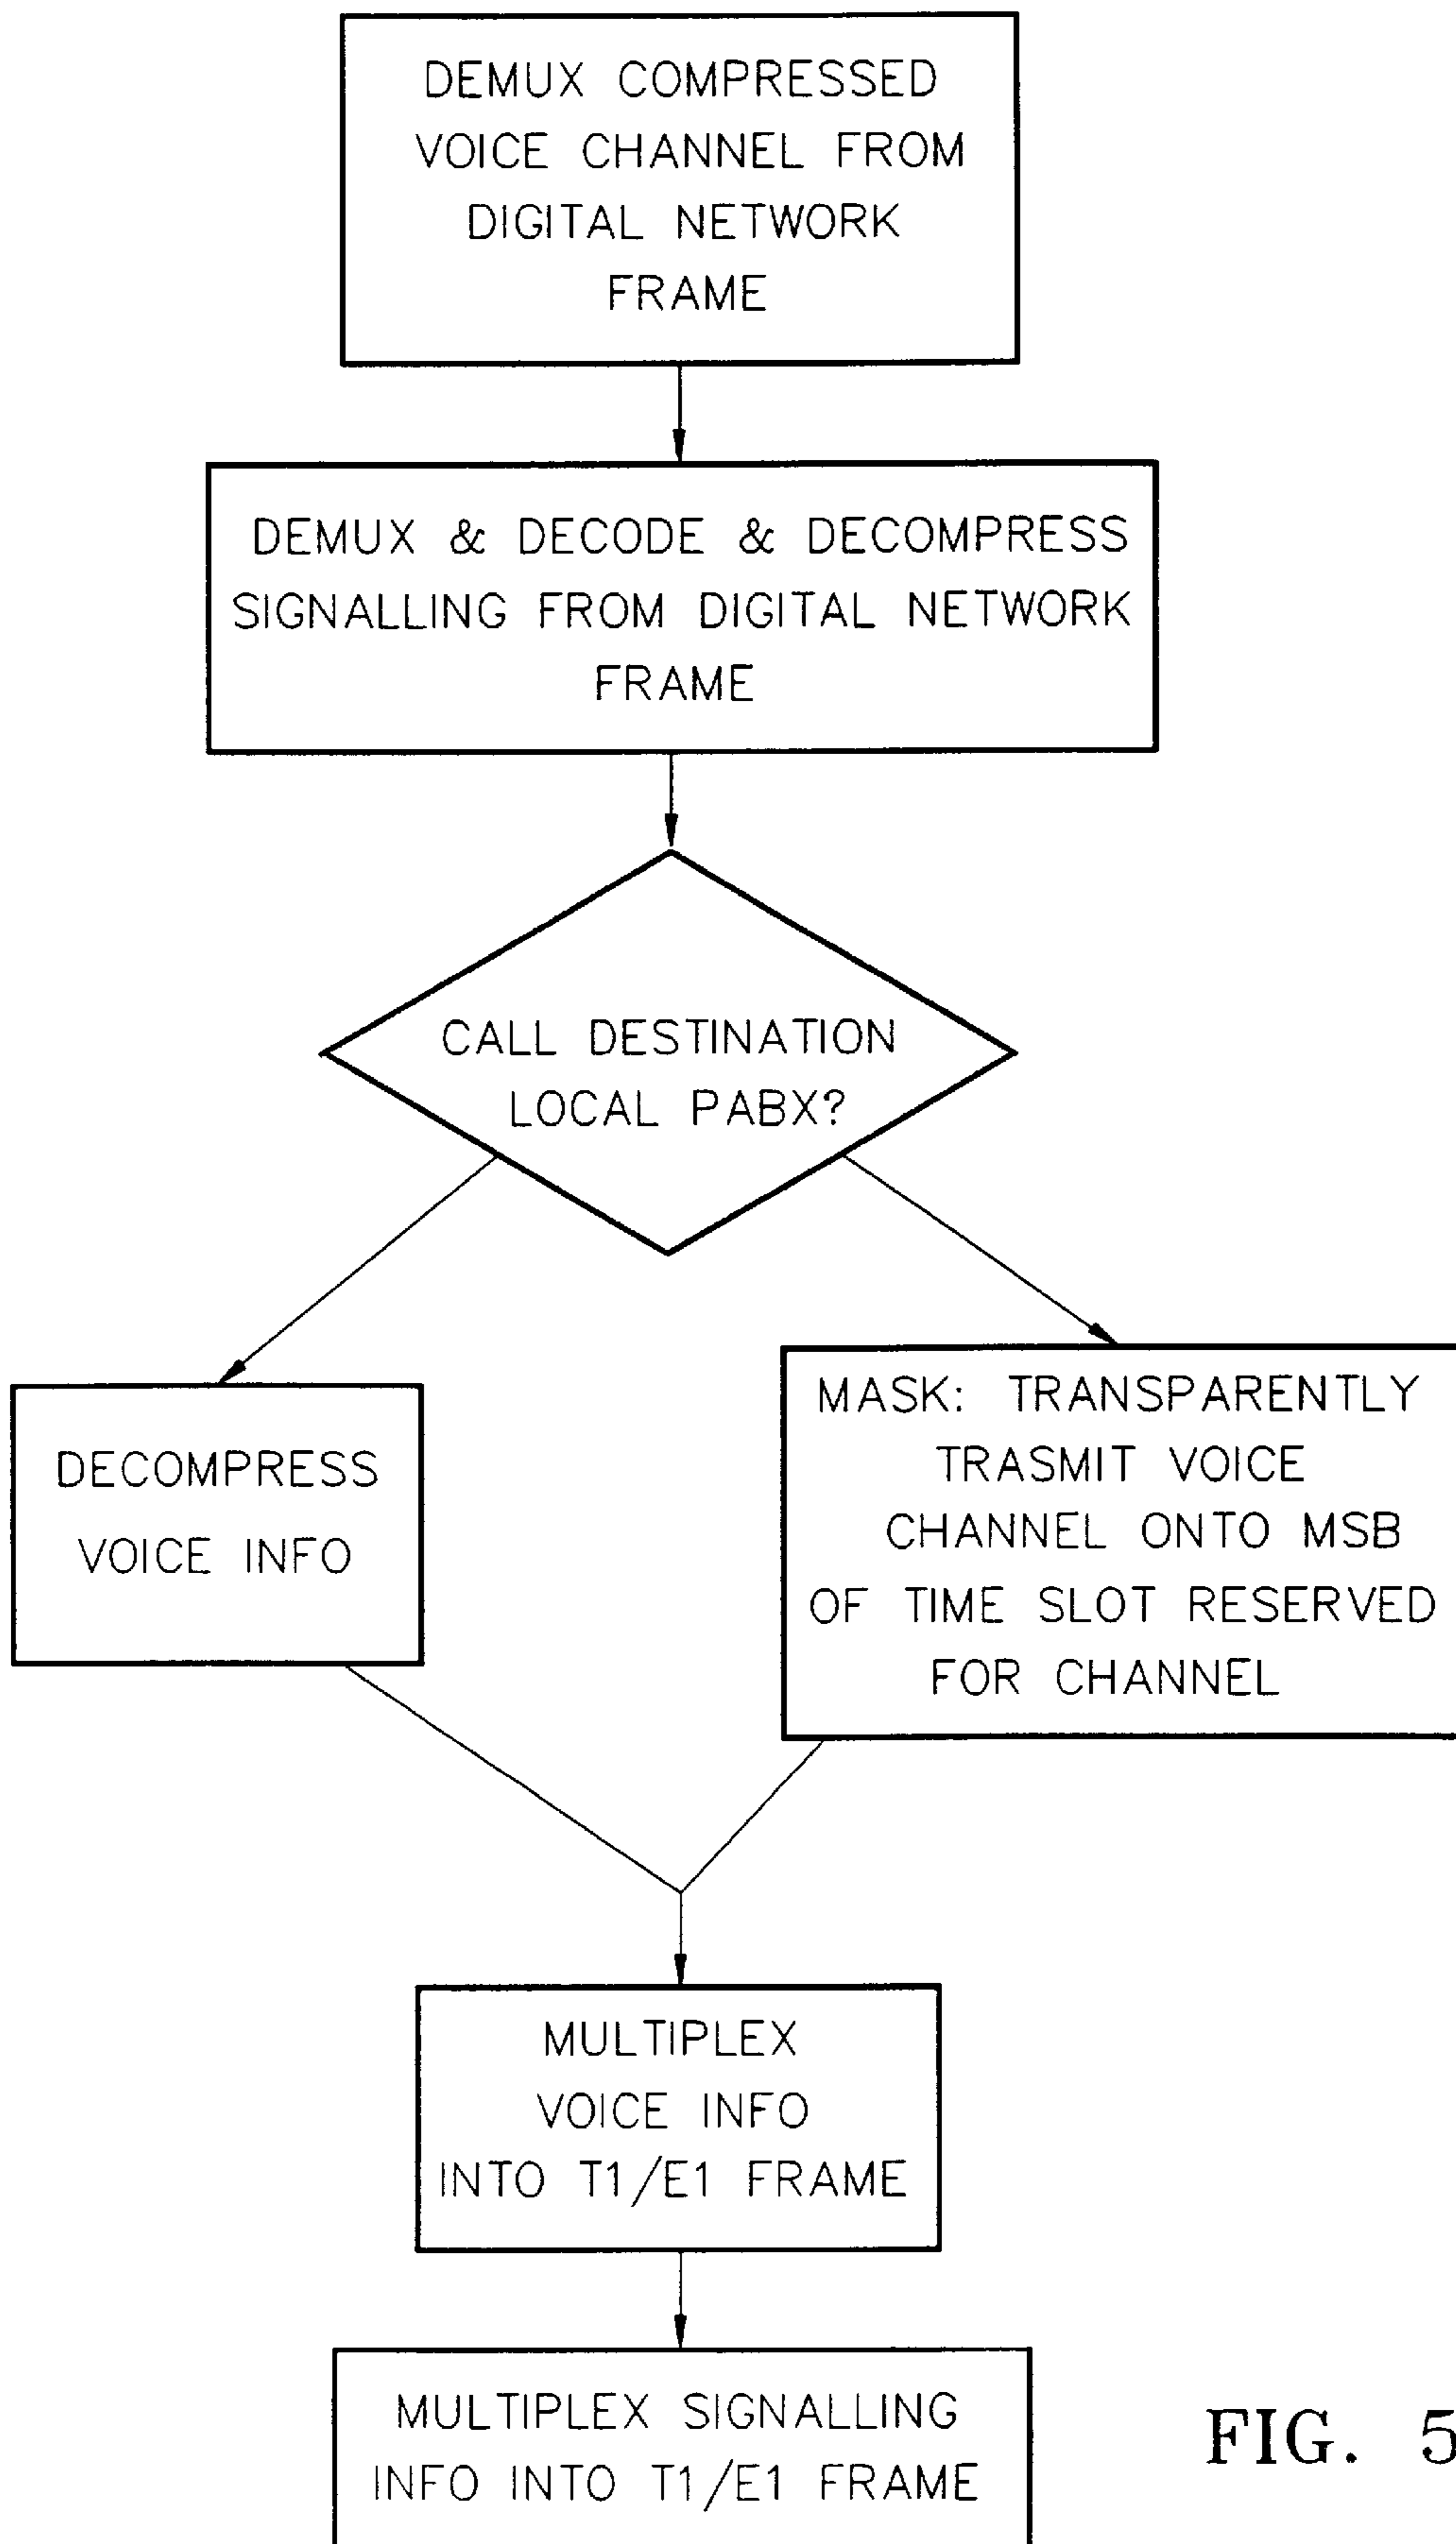 DEMUX COMPRESSED
VOICE CHANNEL FROM
DIGITAL NETWORK
FRAME
DEMUX & DECODE & DECOMPRESS
SIGNALLING FROM DIGITAL NETWORK
FRAME
CALL DESTINATION
LOCAL PABX?
DECOMPRESS
VOICE INFO
MASK: TRANSPARENTLY
TRASMIT VOICE
CHANNEL ONTO MSB
OF TIME SLOT RESERVED
FOR CHANNEL
MULTIPLEX
VOICE INFO
INTO T1/E1 FRAME
MULTIPLEX SIGNALLING
INFO INTO T1/E1 FRAME
FIG. 5